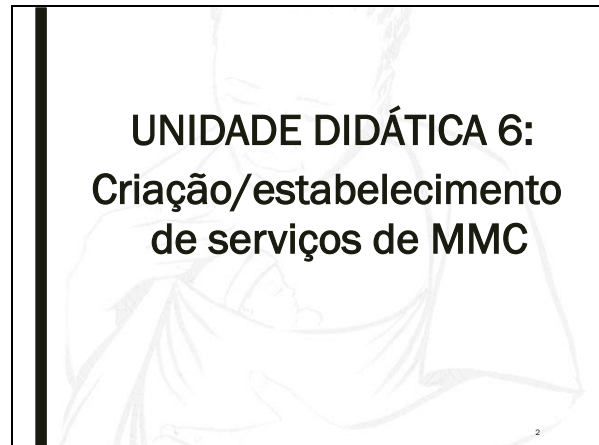 UNIDADE DIDÁTICA 6:
Criação/estabelecimento
de serviços de MMC
2